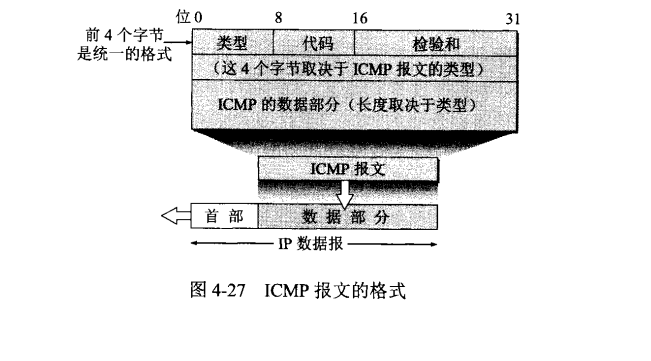 位 0 8 16 31
前 4 个字节
是统一的格式
类型 代码 检验和
（这 4 个字节取决于 ICMP 报文的类型）
ICMP 的数据部分（长度取决于类型）
ICMP 报文
首 部 数 据 部 分
IP 数据报
图 4-27 ICMP 报文的格式